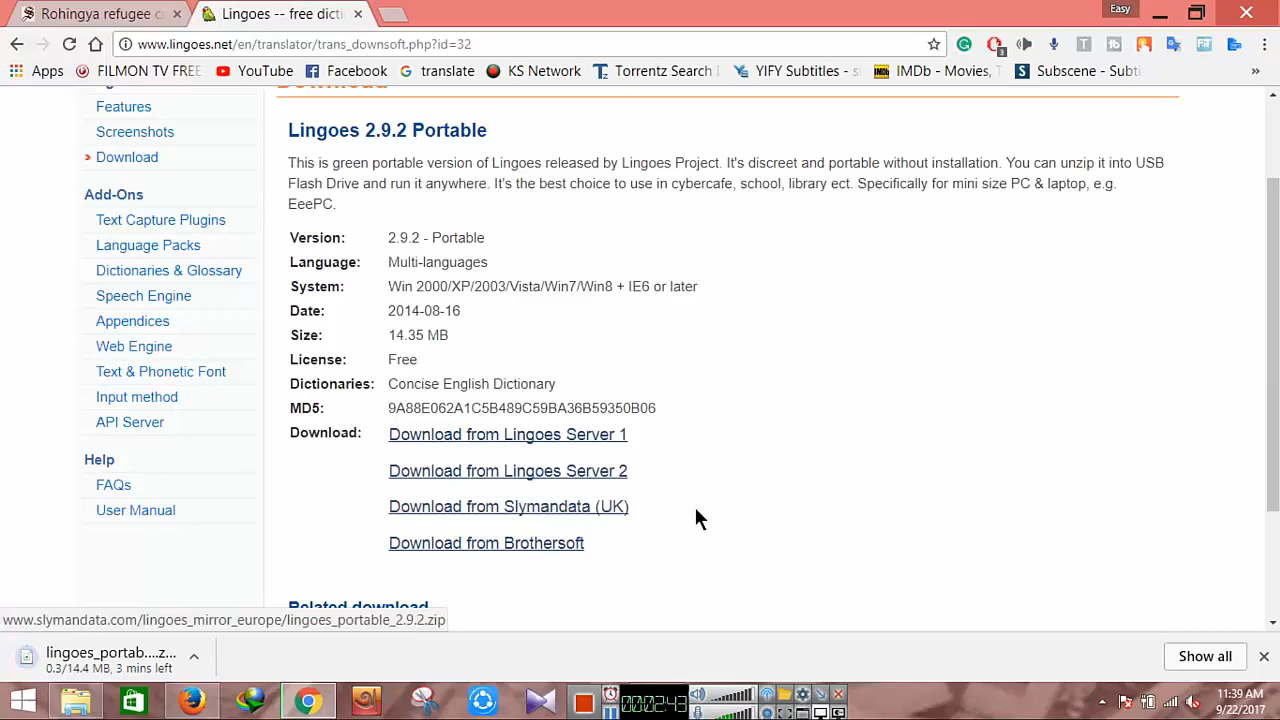 Rohingya refugee c
Lingoes -- free dicti
Easy
www.lingoes.net/en/translator/trans_downsoft.php?id=32
Apps
FILMON TV FREE
YouTube
Facebook
translate
KS Network
Torrentz Search
YIFY Subtitles - s
IMDb - Movies, T
Subscene - Subt
»
Features
Screenshots
Download
Add-Ons
Text Capture Plugins
Language Packs
Dictionaries & Glossary
Speech Engine
Appendices
Web Engine
Text & Phonetic Font
Input method
API Server
Help
FAQs
User Manual
Download
Lingoes 2.9.2 Portable
This is green portable version of Lingoes released by Lingoes Project. It's discreet and portable without installation. You can unzip it into USB
Flash Drive and run it anywhere. It's the best choice to use in cybercafe, school, library ect. Specifically for mini size PC & laptop, e.g.
EeePC.
Version: 2.9.2 - Portable
Language: Multi-languages
System: Win 2000/XP/2003/Vista/Win7/Win8 + IE6 or later
Date: 2014-08-16
Size: 14.35 MB
License: Free
Dictionaries: Concise English Dictionary
MD5: 9A88E062A1C5B489C59BA36B59350B06
Download: Download from Lingoes Server 1
Download from Lingoes Server 2
Download from Slymandata (UK)
Download from Brothersoft
Related download
www.slymandata.com/lingoes_mirror_europe/lingoes_portable_2.9.2.zip
lingoes_portab....z...
0.3/14.4 MB, 3 mins left
Show all
00:02:43
11:39 AM
9/22/2017